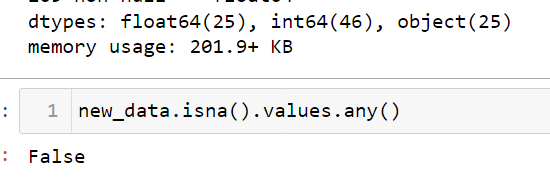 dtypes: float64(25), int64(46), object(25)
memory usage: 201.9+ KB
: 1 new_data.isna().values.any()
: False